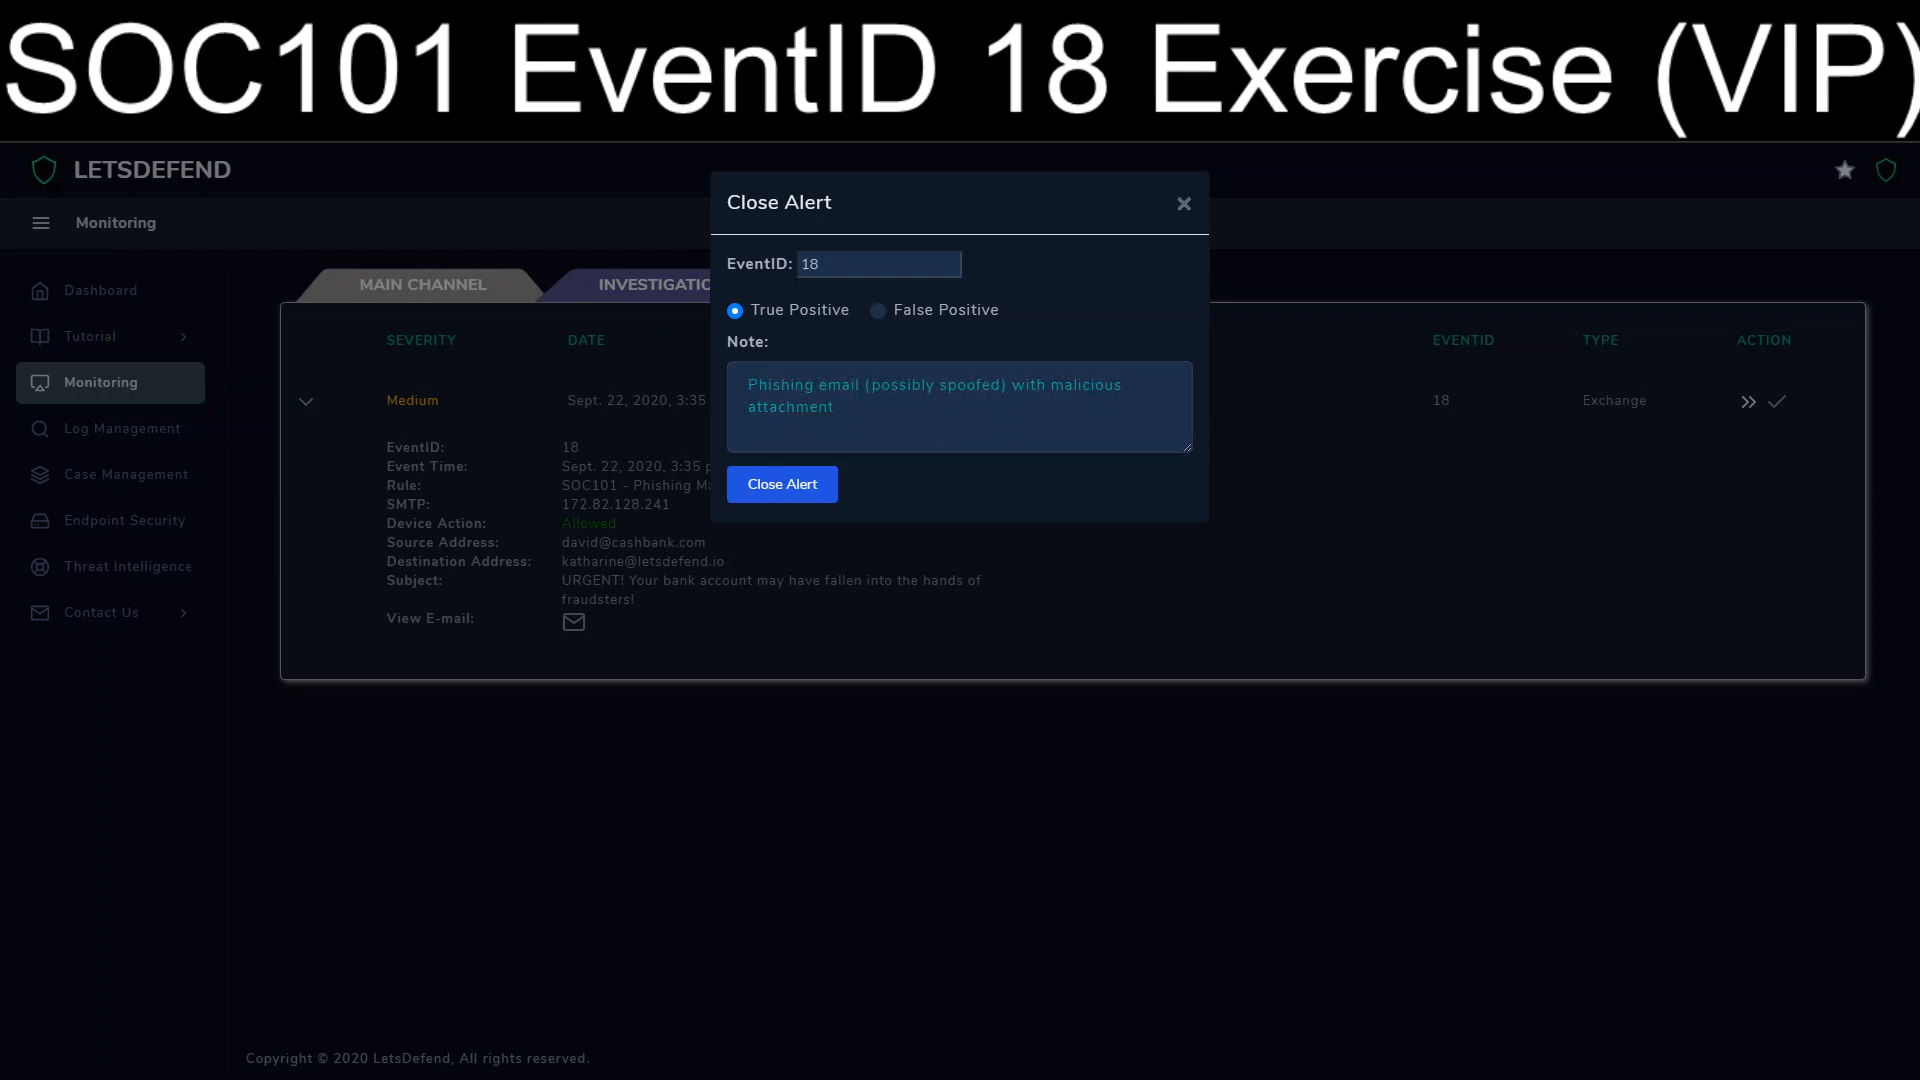 SOC101 EventID 18 Exercise (VIP)
LETSDEFEND
Monitoring
Close Alert
EventID: 18
True Positive False Positive
Note:
Phishing email (possibly spoofed) with malicious
attachment
Close Alert
Dashboard
Tutorial
Monitoring
Log Management
Case Management
Endpoint Security
Threat Intelligence
Contact Us
MAIN CHANNEL
SEVERITY DATE EVENTID TYPE ACTION
Medium Sept. 22, 2020, 3:35 18 Exchange
EventID: 18
Event Time: Sept. 22, 2020, 3:35
Rule: SOC101 - Phishing
SMTP: 172.82.128.241
Device Action: Allowed
Source Address: david@cashbank.com
Destination Address: katharine@letsdefend.io
Subject: URGENT! Your bank account may have fallen into the hands of
fraudsters!
View E-mail:
Copyright © 2020 LetsDefend, All rights reserved.